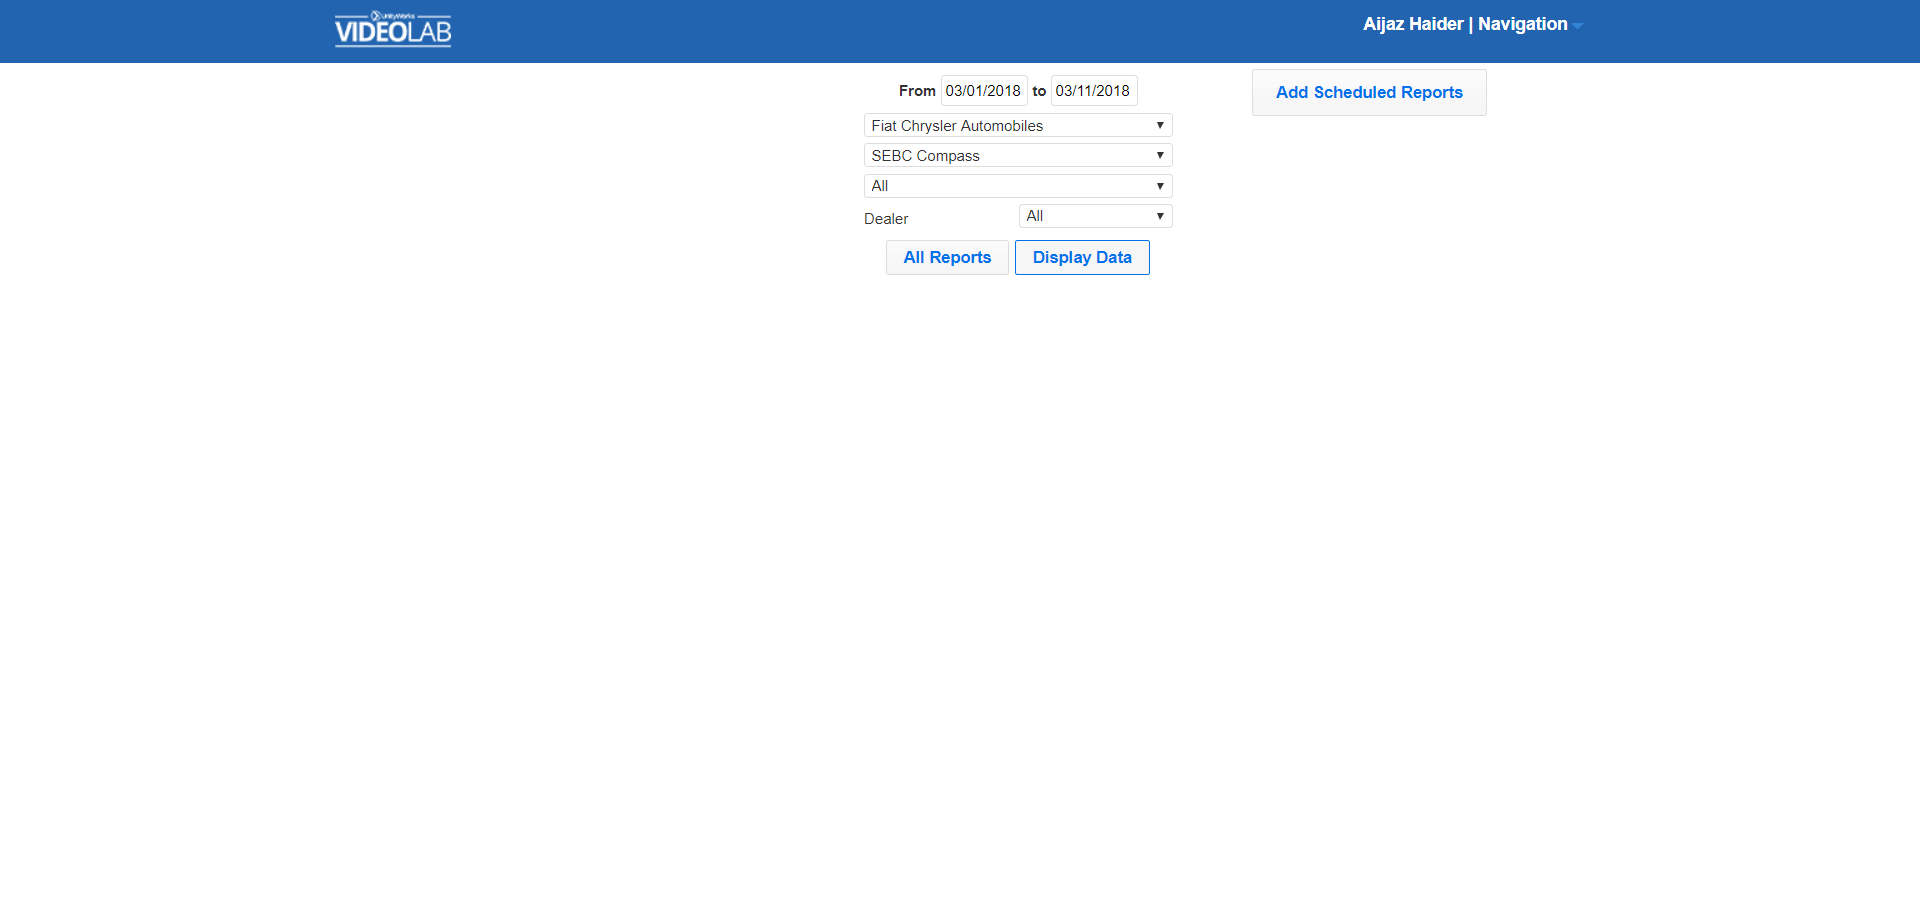 UnityWorks
VIDEOLAB
Aijaz Haider | Navigation
From 03/01/2018 to 03/11/2018
Add Scheduled Reports
Fiat Chrysler Automobiles
SEBC Compass
All
Dealer All
All Reports Display Data